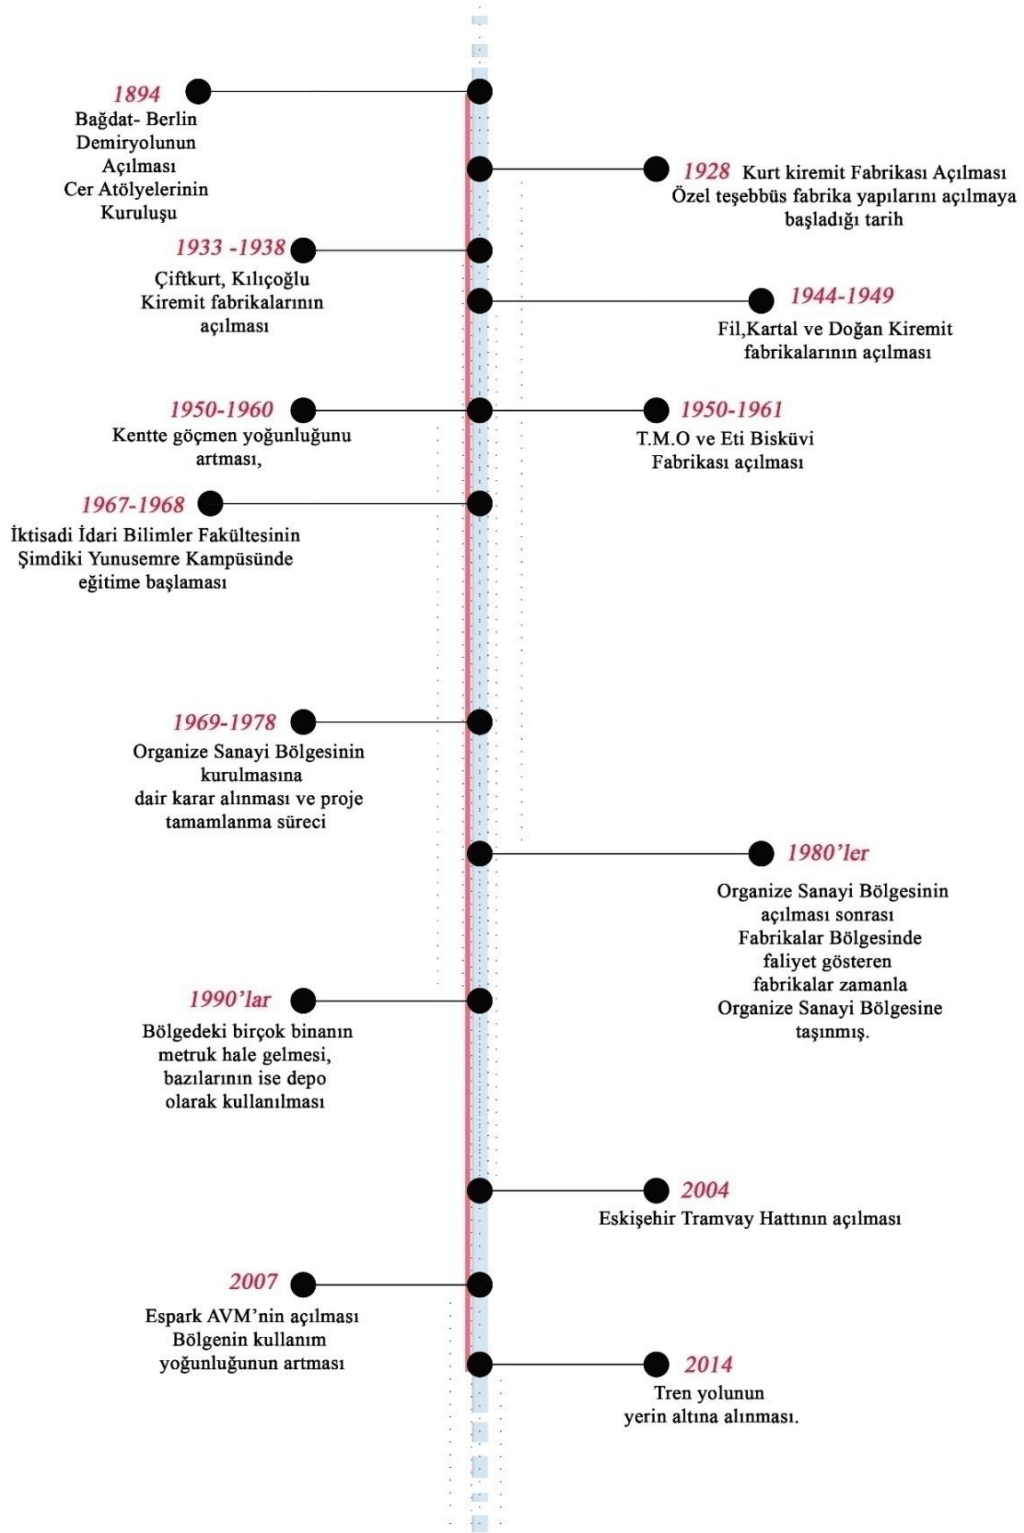 1894
Bağdat- Berlin
Demiryolunun
Açılması
Cer Atölyelerinin
Kuruluşu
1928 Kurt kiremit Fabrikası Açılması
Özel teşebbüs fabrika yapılarını açılmaya
başladığı tarih
1933 -1938
Çiftkurt, Kılıçoğlu
Kiremit fabrikalarının
açılması
1944-1949
Fil,Kartal ve Doğan Kiremit
fabrikalarının açılması
1950-1960
Kentte göçmen yoğunluğunu
artması,
1950-1961
T.M.O ve Eti Bisküvi
Fabrikası açılması
1967-1968
İktisadi İdari Bilimler Fakültesinin
Şimdiki Yunusemre Kampüsünde
eğitime başlaması
1969-1978
Organize Sanayi Bölgesinin
kurulmasına
dair karar alınması ve proje
tamamlanma süreci
1980’ler
Organize Sanayi Bölgesinin
açılması sonrası
Fabrikalar Bölgesinde
faliyet gösteren
fabrikalar zamanla
Organize Sanayi Bölgesine
taşınmış.
1990’lar
Bölgedeki birçok binanın
metruk hale gelmesi,
bazılarının ise depo
olarak kullanılması
2004
Eskişehir Tramvay Hattının açılması
2007
Espark AVM’nin açılması
Bölgenin kullanım
yoğunluğunun artması
2014
Tren yolunun
yerin altına alınması.